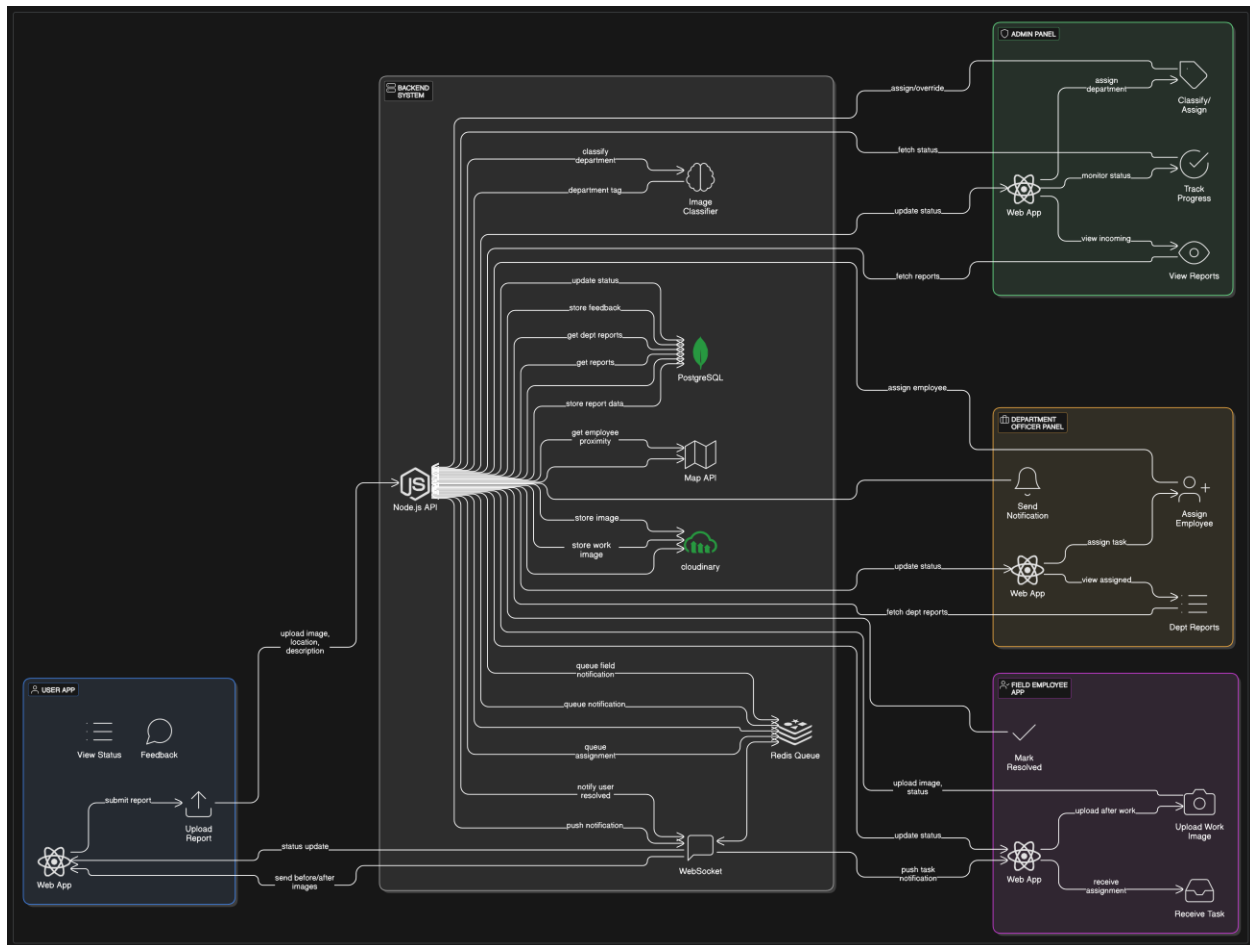 ADMIN PANEL
assign/override
assign
department
Classify/
Assign
fetch status
monitor status
Track
Progress
Web App
update status
view incoming
fetch reports
View Reports
BACKEND
SYSTEM
classify
department
department tag
Image
Classifier
update status
store feedback
get dept reports
get reports
store report data
PostgreSQL
get employee
proximity
Map API
JS
Node.js API
store image
store work
image
cloudinary
queue field
notification
queue notification
queue
assignment
Redis Queue
notify user
resolved
push notification
WebSocket
assign employee
DEPARTMENT
OFFICER PANEL
Send
Notification
Assign
Employee
assign task
update status
Web App
view assigned
fetch dept reports
Dept Reports
FIELD EMPLOYEE
APP
Mark
Resolved
upload image,
status
upload after work
Upload Work
Image
update status
Web App
push task
notification
receive
assignment
Receive Task
upload image,
location,
description
USER APP
View Status
Feedback
submit report
Upload
Report
status update
Web App
send before/after
images